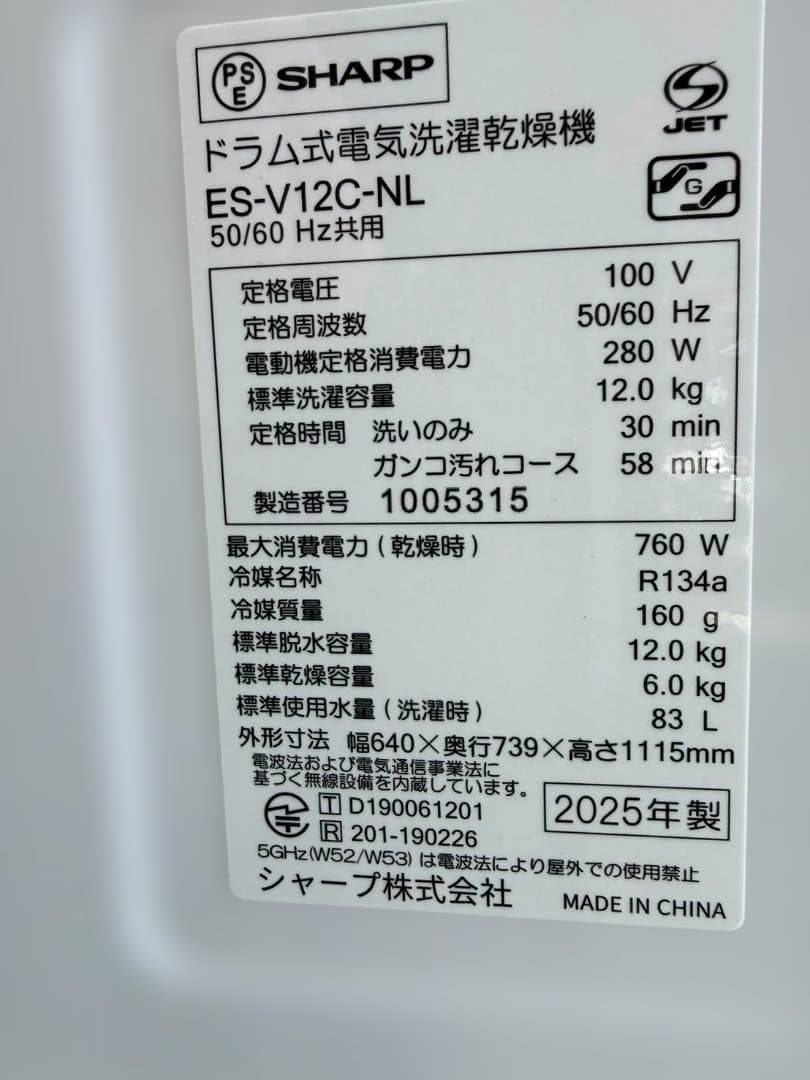 PS E SHARP
JET
ドラム式電気洗濯乾燥機
ES-V12C-NL
G
50/60 Hz共用
定格電圧 100 V
定格周波数 50/60 Hz
電動機定格消費電力 280 W
標準洗濯容量 12.0 kg
定格時間 洗いのみ 30 min
ガンコ汚れコース 58 min
製造番号 1005315
最大消費電力(乾燥時) 760 W
冷媒名称 R134a
冷媒質量 160 g
標準脱水容量 12.0 kg
標準乾燥容量 6.0 kg
標準使用水量(洗濯時) 83 L
外形寸法 幅640×奥行739×高さ1115mm
電波法および電気通信事業法に
基づく無線設備を内蔵しています。
T D190061201
R 201-190226
2025年製
5GHz(W52/W53)は電波法により屋外での使用禁止
シャープ株式会社 MADE IN CHINA